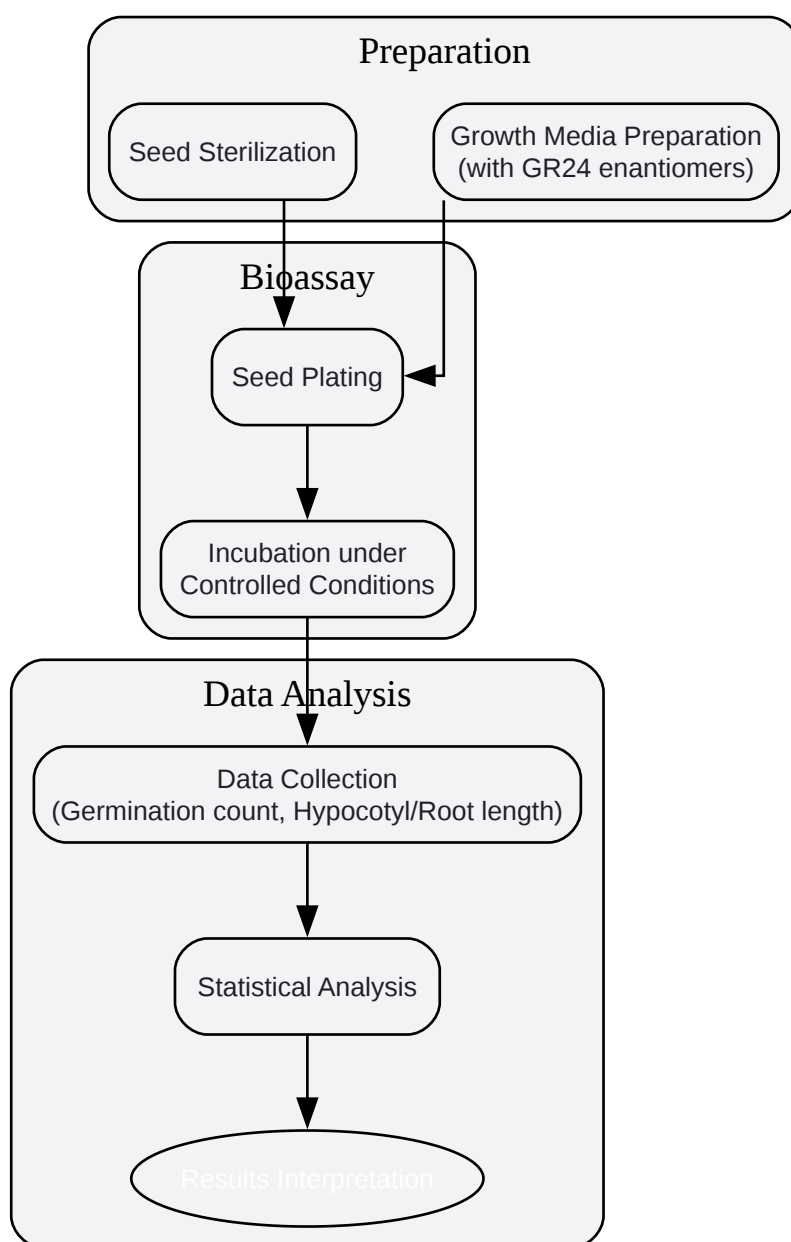 Preparation
Seed Sterilization
Growth Media Preparation
(with GR24 enantiomers)
Bioassay
Seed Plating
Incubation under
Controlled Conditions
Data Analysis
Data Collection
(Germination count, Hypocotyl/Root length)
Statistical Analysis
Results Interpretation